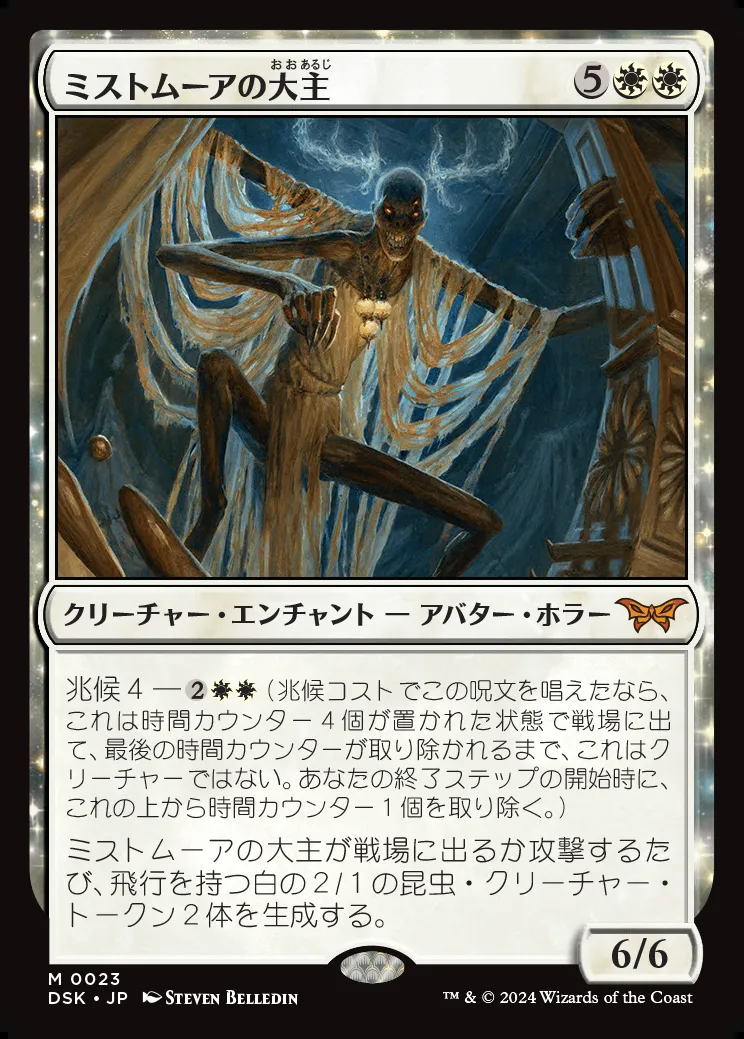 おおあるじ
ミストムーアの大主 5
クリーチャー・エンチャント — アバター・ホラー
兆候４ — 2（兆候コストでこの呪文を唱えたなら、
これは時間カウンター４個が置かれた状態で戦場に出
て、最後の時間カウンターが取り除かれるまで、これはク
リーチャーではない。あなたの終了ステップの開始時に、
これの上から時間カウンター１個を取り除く。）
ミストムーアの大主が戦場に出るか攻撃するた
び、飛行を持つ白の２/１の昆虫・クリーチャー・
トークン２体を生成する。
6/6
M 0023
DSK • JP STEVEN BELLEDIN
™ & © 2024 Wizards of the Coast